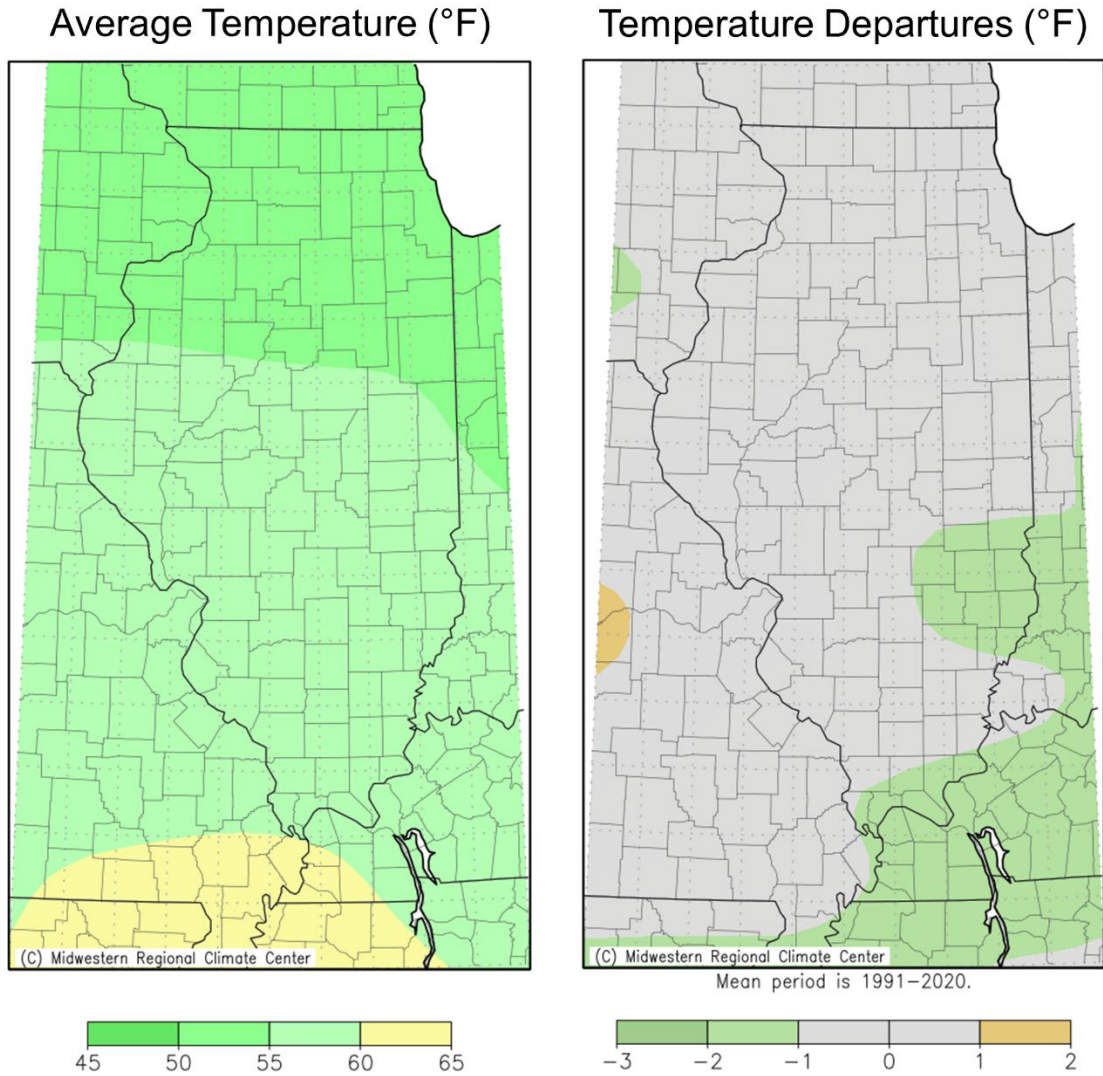 Average Temperature (°F)
Temperature Departures (°F)
(C) Midwestern Regional Climate Center
(C) Midwestern Regional Climate Center
Mean period is 1991–2020.
45 50 55 60 65
−3 −2 −1 0 1 2